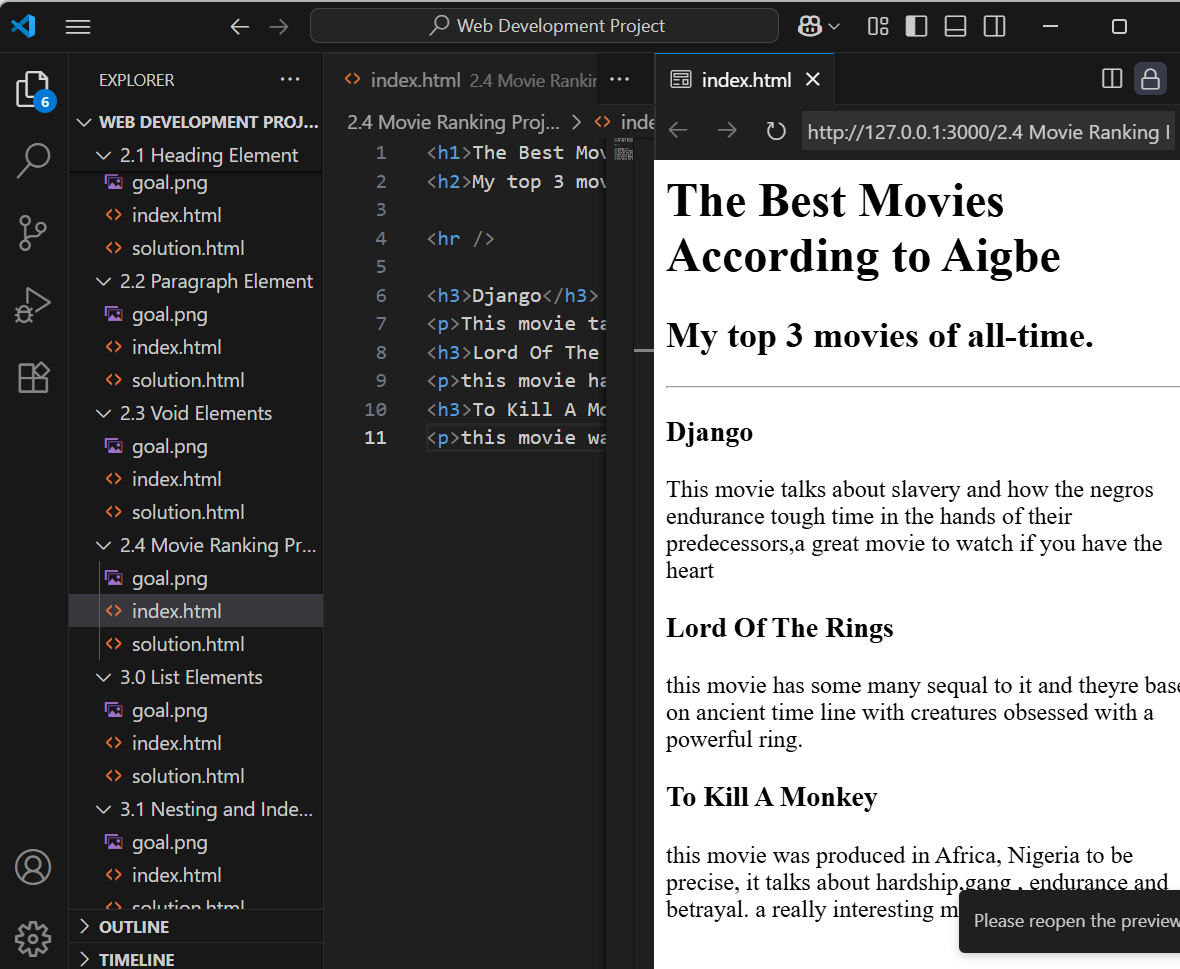 Web Development Project
EXPLORER
6
WEB DEVELOPMENT PROJ...
2.1 Heading Element
goal.png
index.html
solution.html
2.2 Paragraph Element
goal.png
index.html
solution.html
2.3 Void Elements
goal.png
index.html
solution.html
2.4 Movie Ranking Pr...
goal.png
index.html
solution.html
3.0 List Elements
goal.png
index.html
solution.html
3.1 Nesting and Inde...
goal.png
index.html
solution.html
OUTLINE
TIMELINE
index.html 2.4 Movie Rankin
2.4 Movie Ranking Proj... > <> inde
1 <h1>The Best Mov
2 <h2>My top 3 mov
3
4 <hr />
5
6 <h3>Django</h3>
7 <p>This movie ta
8 <h3>Lord Of The
9 <p>this movie ha
10 <h3>To Kill A Mo
11 <p>this movie wa
index.html
http://127.0.0.1:3000/2.4 Movie Ranking
The Best Movies
According to Aigbe
My top 3 movies of all-time.
Django
This movie talks about slavery and how the negros
endurance tough time in the hands of their
predecessors,a great movie to watch if you have the
heart
Lord Of The Rings
this movie has some many sequal to it and theyre base
on ancient time line with creatures obsessed with a
powerful ring.
To Kill A Monkey
this movie was produced in Africa, Nigeria to be
precise, it talks about hardship,gang , endurance and
betrayal. a really interesting m
Please reopen the preview